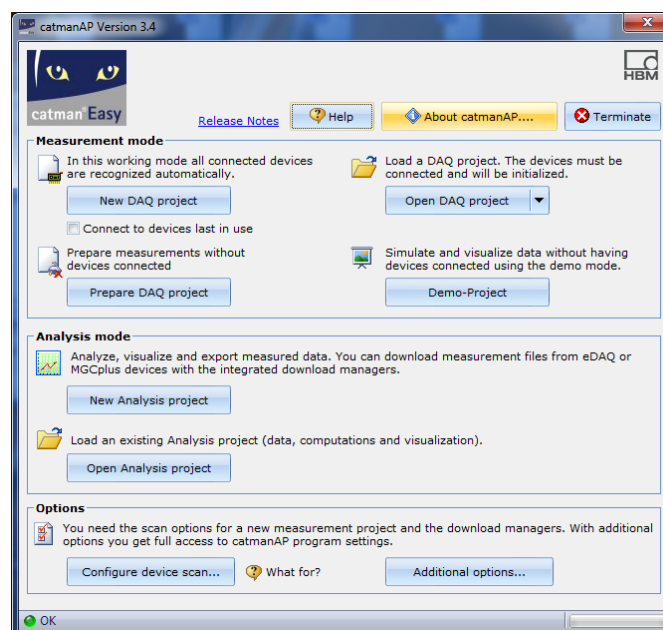 catmanAP Version 3.4
HBM
catman Easy
Release Notes
Help
About catmanAP....
Terminate
Measurement mode
In this working mode all connected devices
are recognized automatically.
New DAQ project
Connect to devices last in use
Load a DAQ project. The devices must be
connected and will be initialized.
Open DAQ project
Prepare measurements without
devices connected
Prepare DAQ project
Simulate and visualize data without having
devices connected using the demo mode.
Demo-Project
Analysis mode
Analyze, visualize and export measured data. You can download measurement files from eDAQ or
MGCplus devices with the integrated download managers.
New Analysis project
Load an existing Analysis project (data, computations and visualization).
Open Analysis project
Options
You need the scan options for a new measurement project and the download managers. With additional
options you get full access to catmanAP program settings.
Configure device scan...
What for?
Additional options...
OK